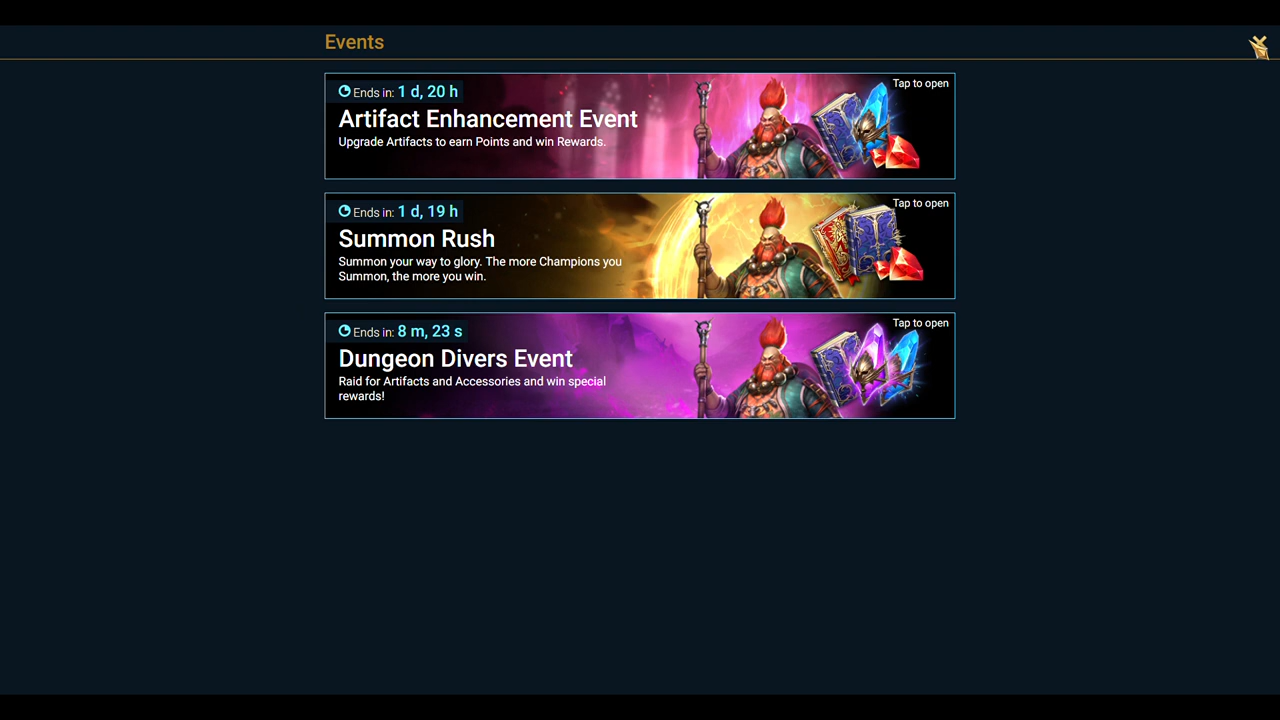 Events
Ends in: 1 d, 20 h
Tap to open
Artifact Enhancement Event
Upgrade Artifacts to earn Points and win Rewards.
Ends in: 1 d, 19 h
Tap to open
Summon Rush
Summon your way to glory. The more Champions you
Summon, the more you win.
Ends in: 8 m, 23 s
Tap to open
Dungeon Divers Event
Raid for Artifacts and Accessories and win special
rewards!